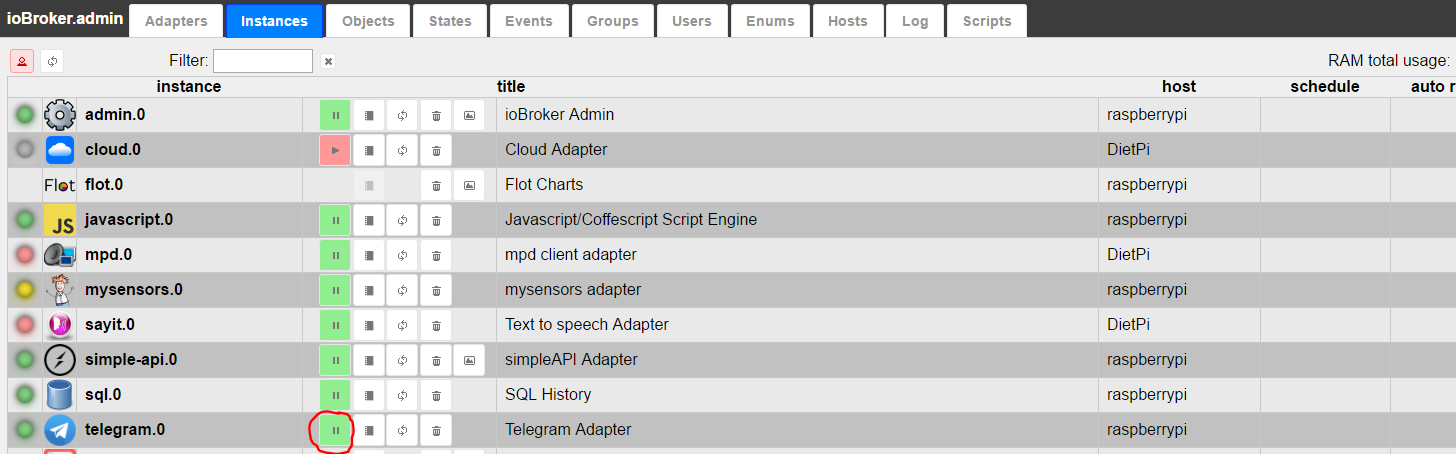 ioBroker.admin Adapters Instances Objects States Events Groups Users Enums Hosts Log Scripts
Filter: RAM total usage:
instance title host schedule auto r
admin.0 ioBroker Admin raspberrypi
cloud.0 Cloud Adapter DietPi
Flot flot.0 Flot Charts raspberrypi
JS javascript.0 Javascript/Coffescript Script Engine raspberrypi
mpd.0 mpd client adapter DietPi
mysensors.0 mysensors adapter raspberrypi
sayit.0 Text to speech Adapter DietPi
simple-api.0 simpleAPI Adapter raspberrypi
sql.0 SQL History raspberrypi
telegram.0 Telegram Adapter raspberrypi